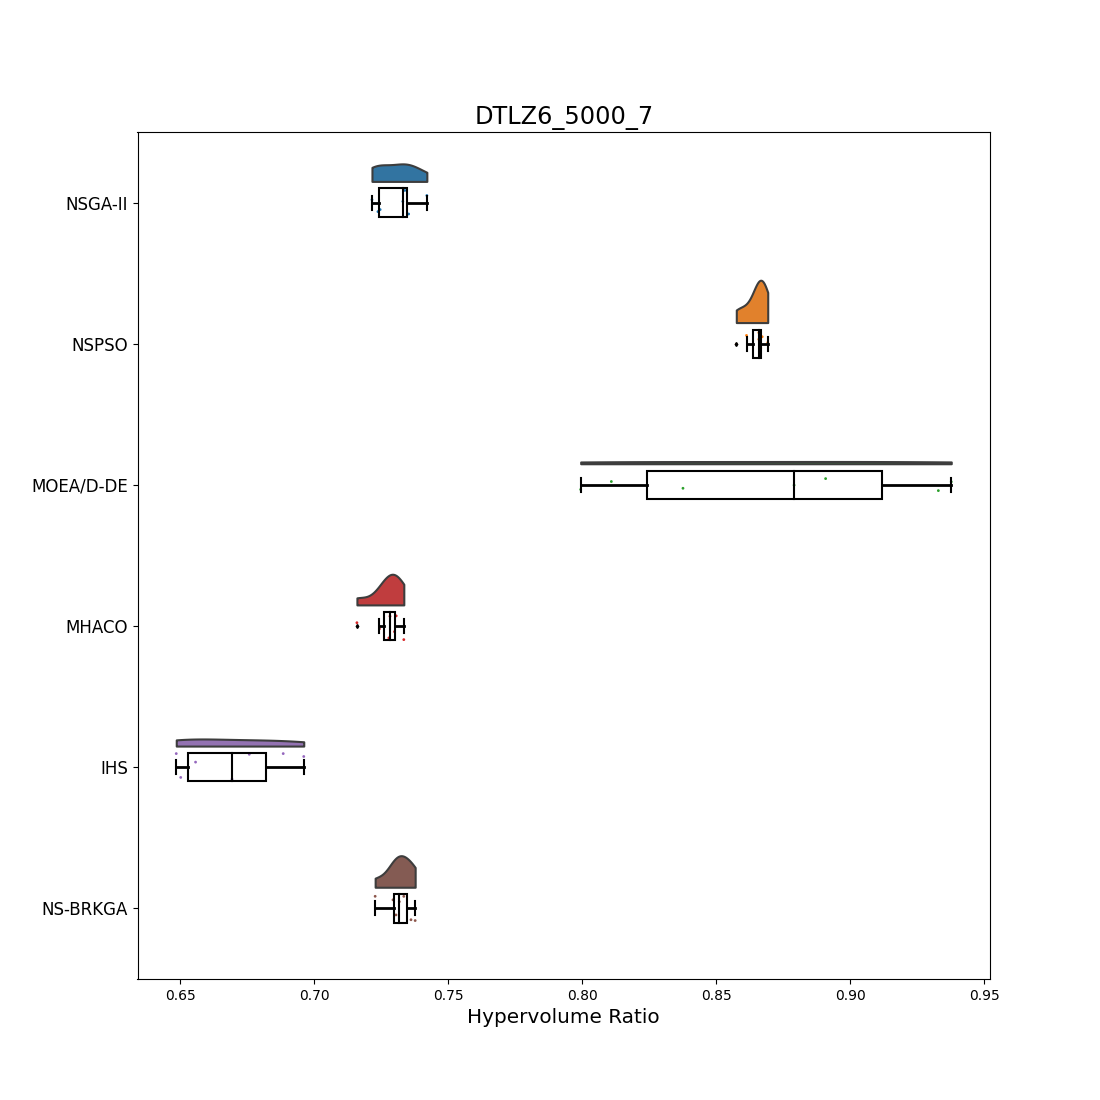 DTLZ6_5000_7
NSGA-II
NSPSO
MOEA/D-DE
MHACO
IHS
NS-BRKGA
0.65 0.70 0.75 0.80 0.85 0.90 0.95
Hypervolume Ratio